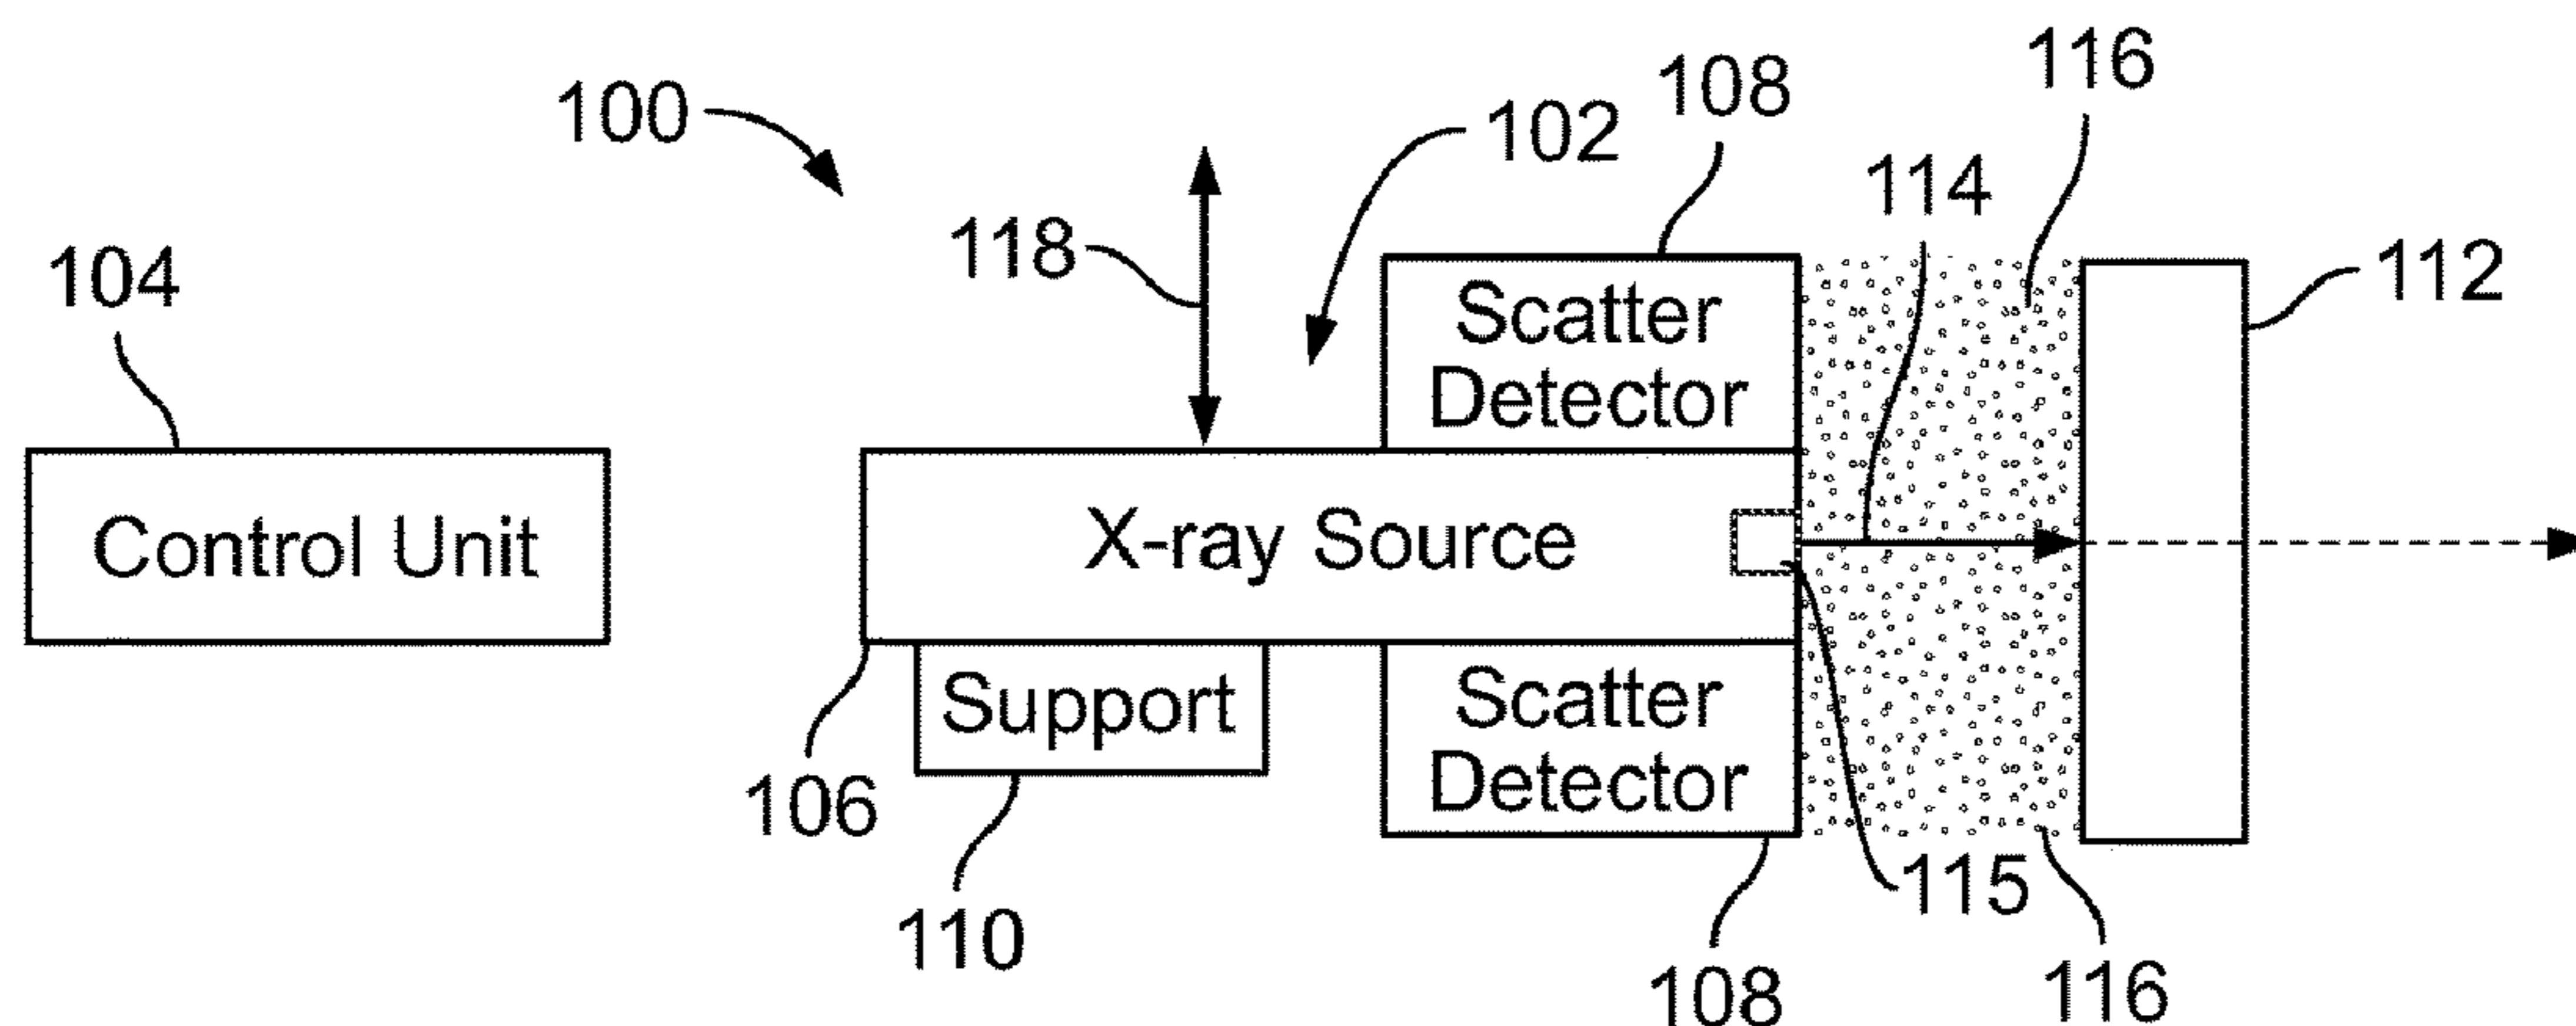 116
108
100
102
114
118
104
112
Scatter
Detector
Control Unit
X-ray Source
Support
Scatter
Detector
106
115
110
108
116